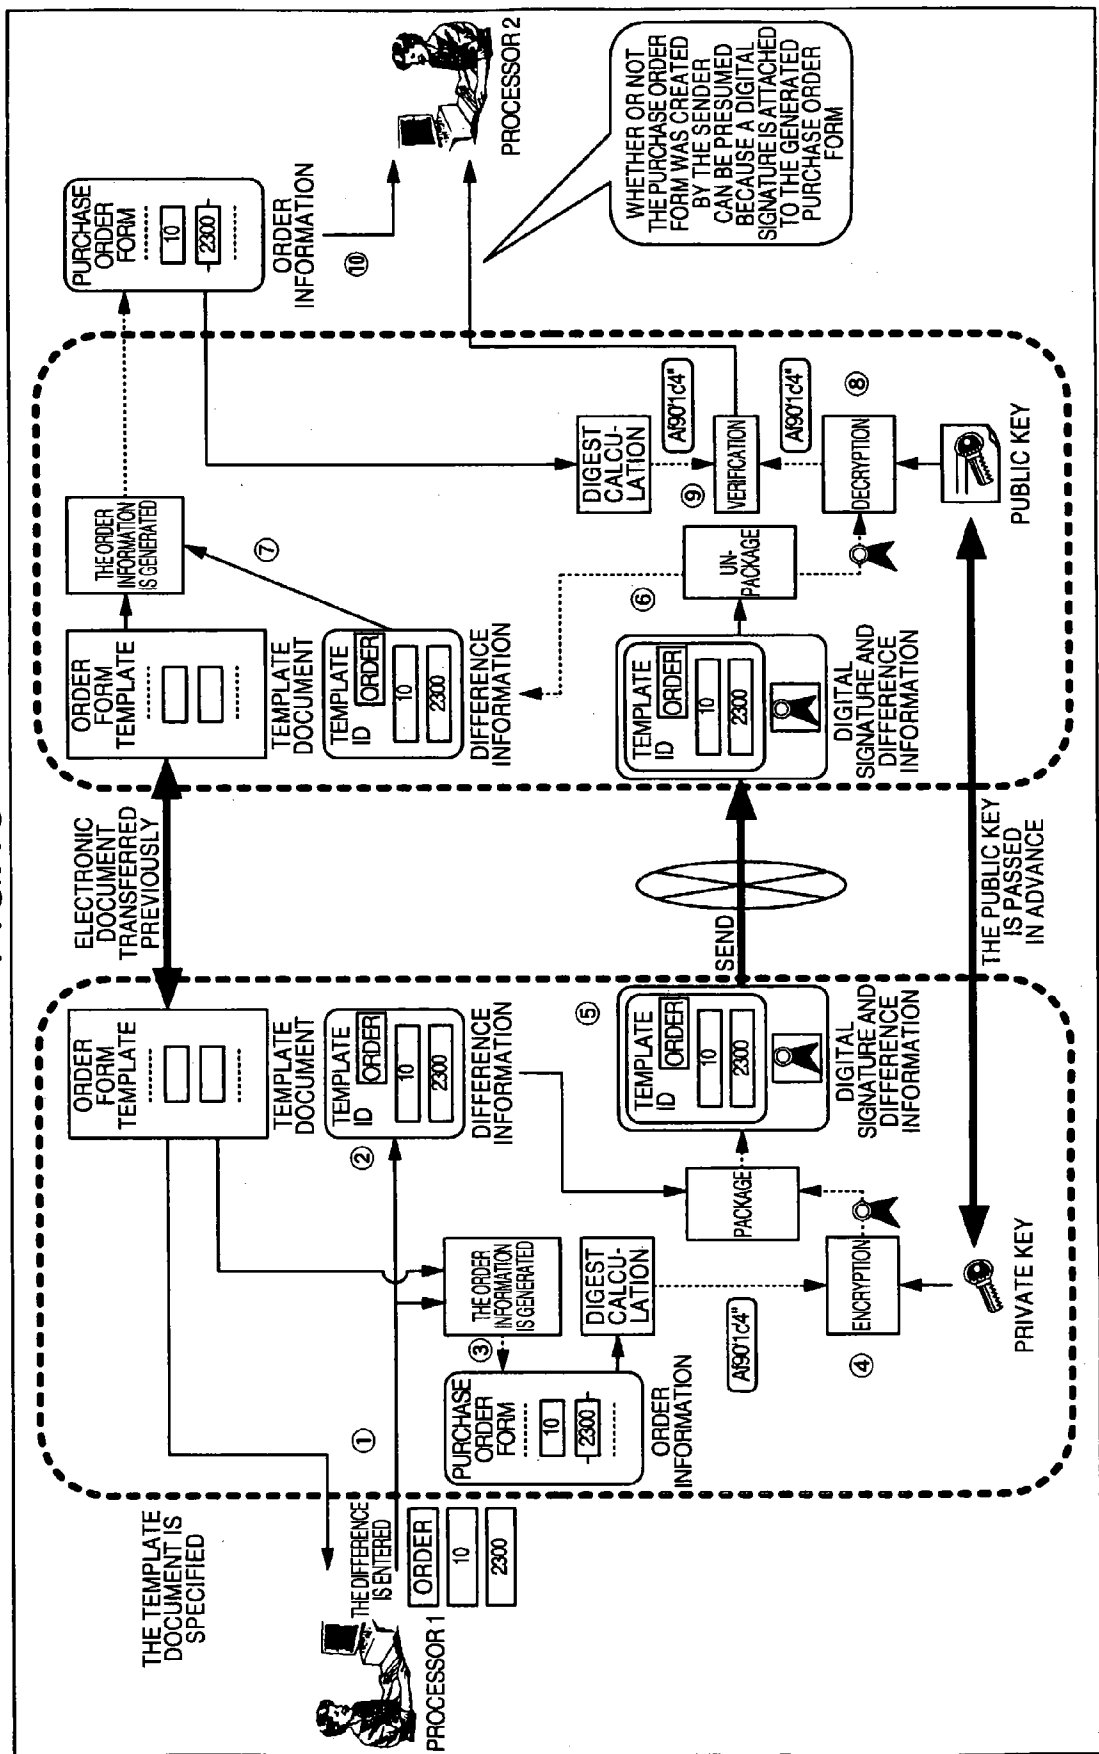 THE TEMPLATE
DOCUMENT IS
SPECIFIED
THE DIFFERENCE
IS ENTERED
PROCESSOR 1
ORDER
10
2300
①
ORDER
FORM
TEMPLATE
TEMPLATE
DOCUMENT
②
TEMPLATE
ID
ORDER
10
2300
DIFFERENCE
INFORMATION
THE ORDER
INFORMATION
IS GENERATED
③
PURCHASE
ORDER
FORM
10
2300
ORDER
INFORMATION
DIGEST
CALCU-
LATION
Af901c4"
④
ENCRYPTION
PRIVATE KEY
PACKAGE
⑤
TEMPLATE
ID
ORDER
10
2300
DIGITAL
SIGNATURE AND
DIFFERENCE
INFORMATION
ELECTRONIC
DOCUMENT
TRANSFERRED
PREVIOUSLY
SEND
THE PUBLIC KEY
IS PASSED
IN ADVANCE
ORDER
FORM
TEMPLATE
TEMPLATE
DOCUMENT
TEMPLATE
ID
ORDER
10
2300
DIFFERENCE
INFORMATION
TEMPLATE
ID
ORDER
10
2300
DIGITAL
SIGNATURE AND
DIFFERENCE
INFORMATION
⑥
UN-
PACKAGE
⑦
THE ORDER
INFORMATION
IS GENERATED
DIGEST
CALCU-
LATION
Af901c4"
⑨
VERIFICATION
Af901c4"
DECRYPTION
⑧
PUBLIC KEY
PURCHASE
ORDER
FORM
10
2300
ORDER
INFORMATION
⑩
PROCESSOR 2
WHETHER OR NOT
THE PURCHASE ORDER
FORM WAS CREATED
BY THE SENDER
CAN BE PRESUMED
BECAUSE A DIGITAL
SIGNATURE IS ATTACHED
TO THE GENERATED
PURCHASE ORDER
FORM